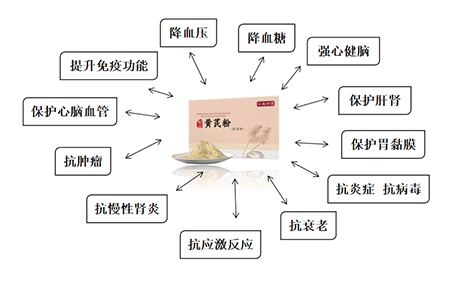 降血压
降血糖
强心健脑
提升免疫功能
保护心脑血管
保护肝肾
黄芪粉
抗肿瘤
保护胃黏膜
抗炎症 抗病毒
抗慢性肾炎
抗衰老
抗应激反应